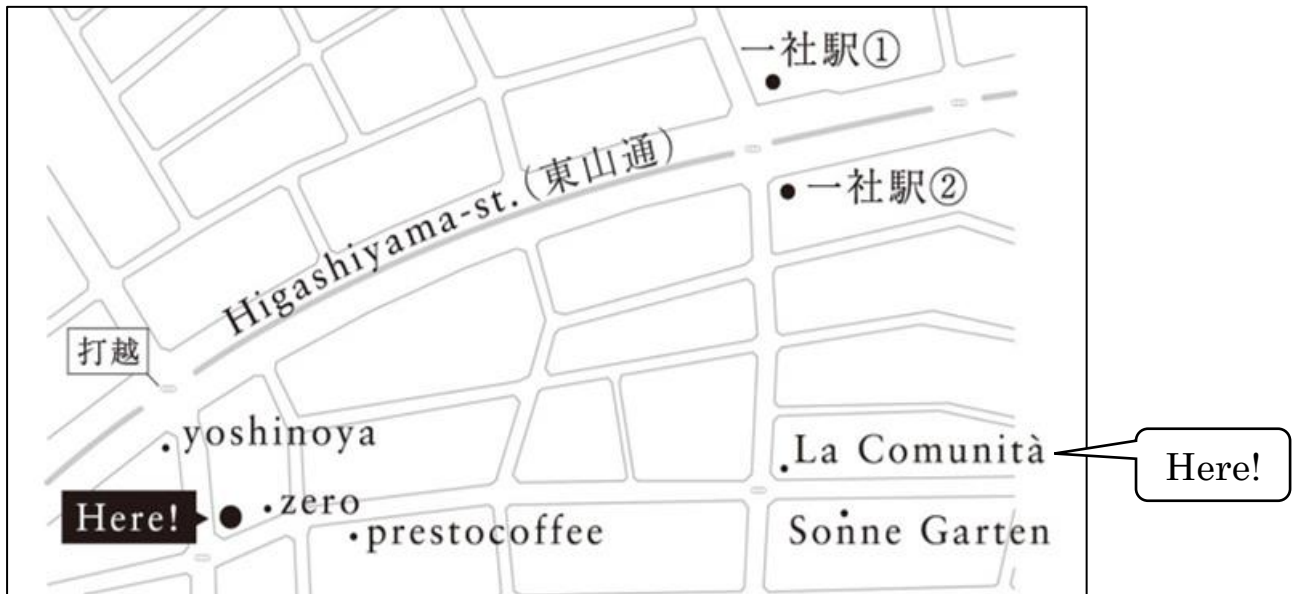 一社駅①
Higashiyama-st.(東山通)
一社駅②
打越
yoshinoya
La Comunità
Here!
Here!
zero
prestocoffee
Sonne Garten